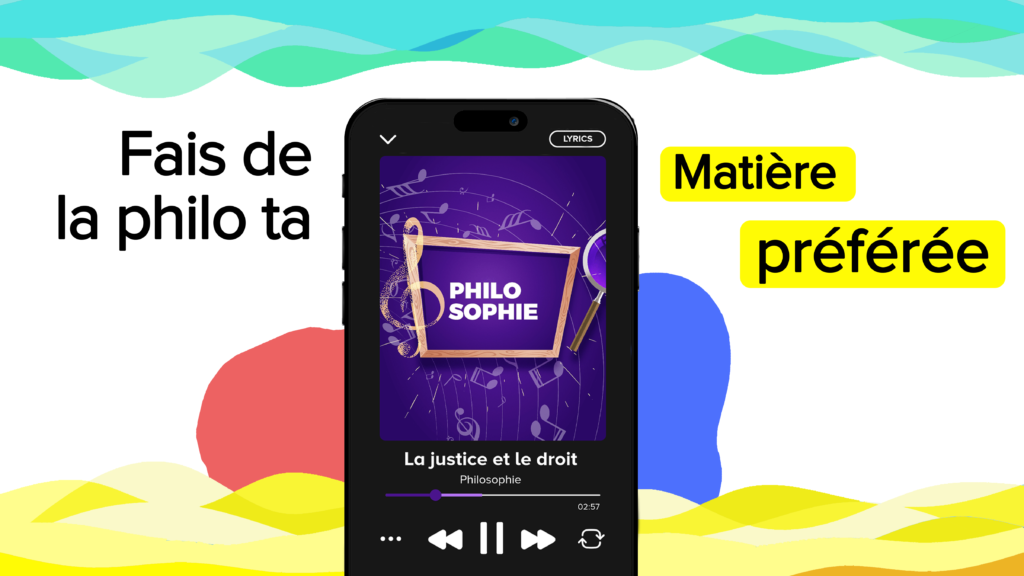 Fais de
la philo ta
Matière
préférée
LYRICS
PHILO
SOPHIE
La justice et le droit
Philosophie
02:57